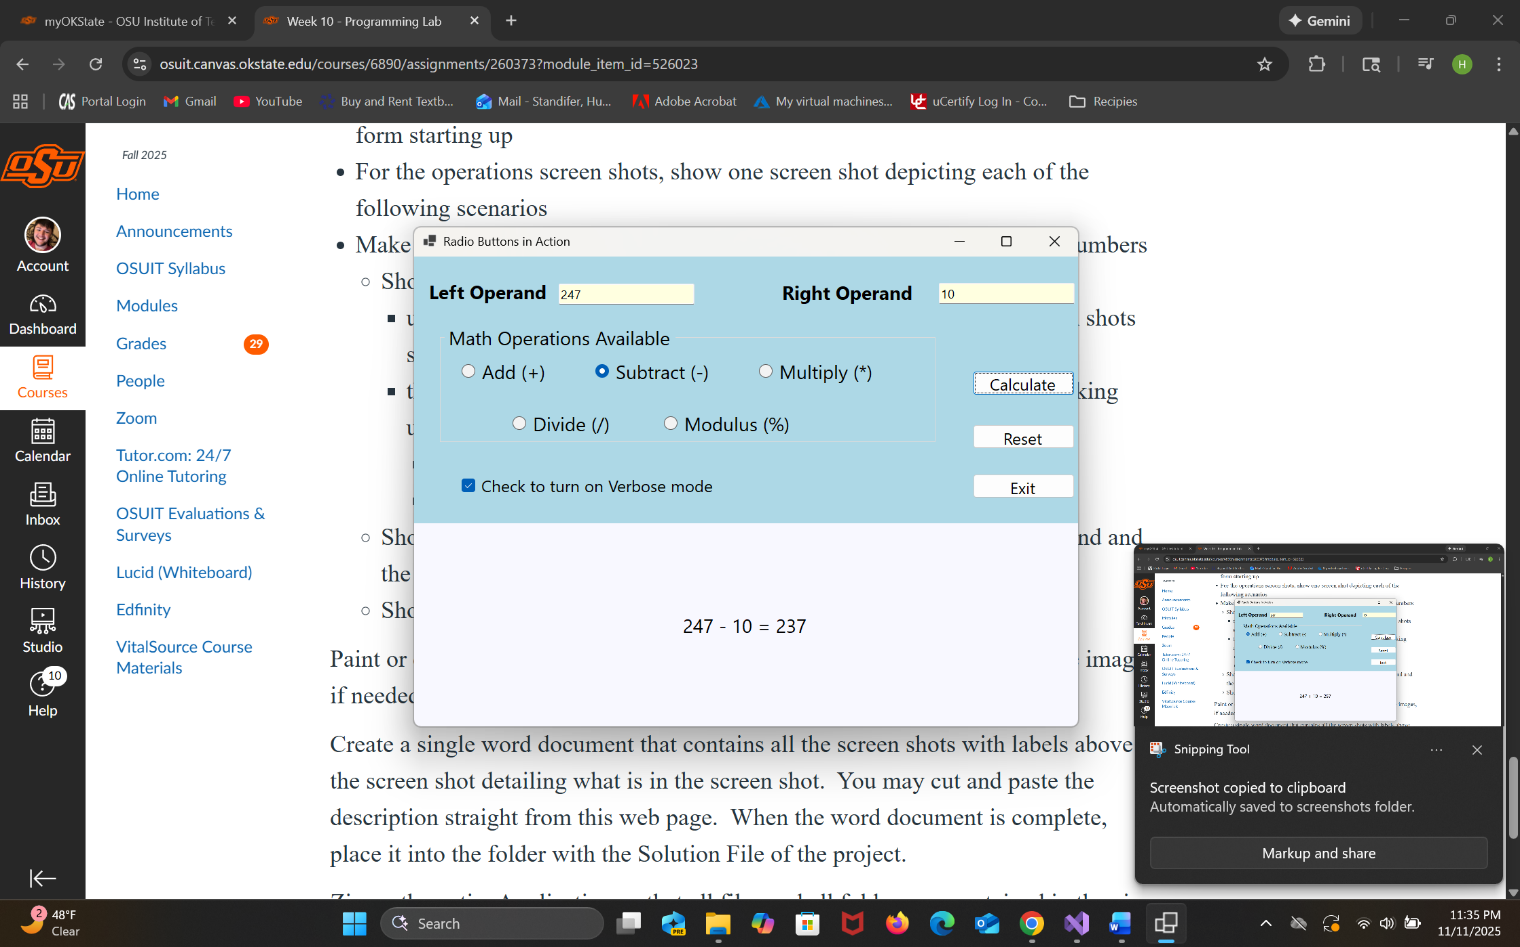 myOKState - OSU Institute of Te
Week 10 - Programming Lab
Gemini
osuit.canvas.okstate.edu/courses/6890/assignments/260373?module_item_id=526023
H
CAS Portal Login
Gmail
YouTube
Buy and Rent Textb...
Mail - Standifer, Hu...
Adobe Acrobat
My virtual machines...
uCertify Log In - Co...
Recipies
OSU
Account
Dashboard
Courses
Calendar
Inbox
History
Studio
10
Help
Fall 2025
Home
Announcements
OSUIT Syllabus
Modules
Grades
29
People
Zoom
Tutor.com: 24/7
Online Tutoring
OSUIT Evaluations &
Surveys
Lucid (Whiteboard)
Edfinity
VitalSource Course
Materials
form starting up
For the operations screen shots, show one screen shot depicting each of the
following scenarios
Make
umbers
Sho
shots
king
Sho
nd and
the
Sho
Paint or
imag
if needed
Create a single word document that contains all the screen shots with labels above
the screen shot detailing what is in the screen shot. You may cut and paste the
description straight from this web page. When the word document is complete,
place it into the folder with the Solution File of the project.
Radio Buttons in Action
Left Operand 247
Right Operand 10
Math Operations Available
Add (+) Subtract (-) Multiply (*)
Divide (/) Modulus (%)
Calculate
Reset
Exit
Check to turn on Verbose mode
247 - 10 = 237
Snipping Tool
Screenshot copied to clipboard
Automatically saved to screenshots folder.
Markup and share
2
48°F
Clear
Search
PRE
11:35 PM
11/11/2025